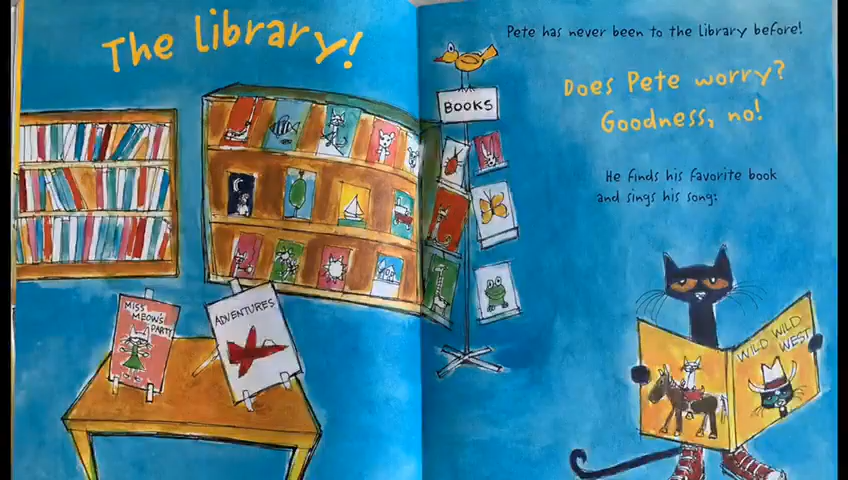 The library!
MISS
MEOW'S
PARTY
ADVENTURES
BOOKS
Pete has never been to the library before!
Does Pete worry?
Goodness, no!
He finds his favorite book
and sings his song:
WILD WILD
WEST